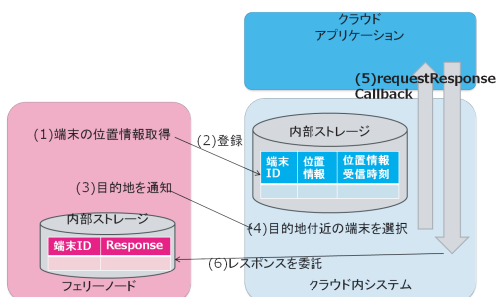 クラウド
アプリケーション
(5)requestResponse
Callback
(1)端末の位置情報取得
(2)登録
内部ストレージ
端末
ID
位置
情報
位置情報
受信時刻
(3)目的地を通知
(4)目的地付近の端末を選択
内部ストレージ
端末ID
Response
(6)レスポンスを委託
フェリーノード
クラウド内システム